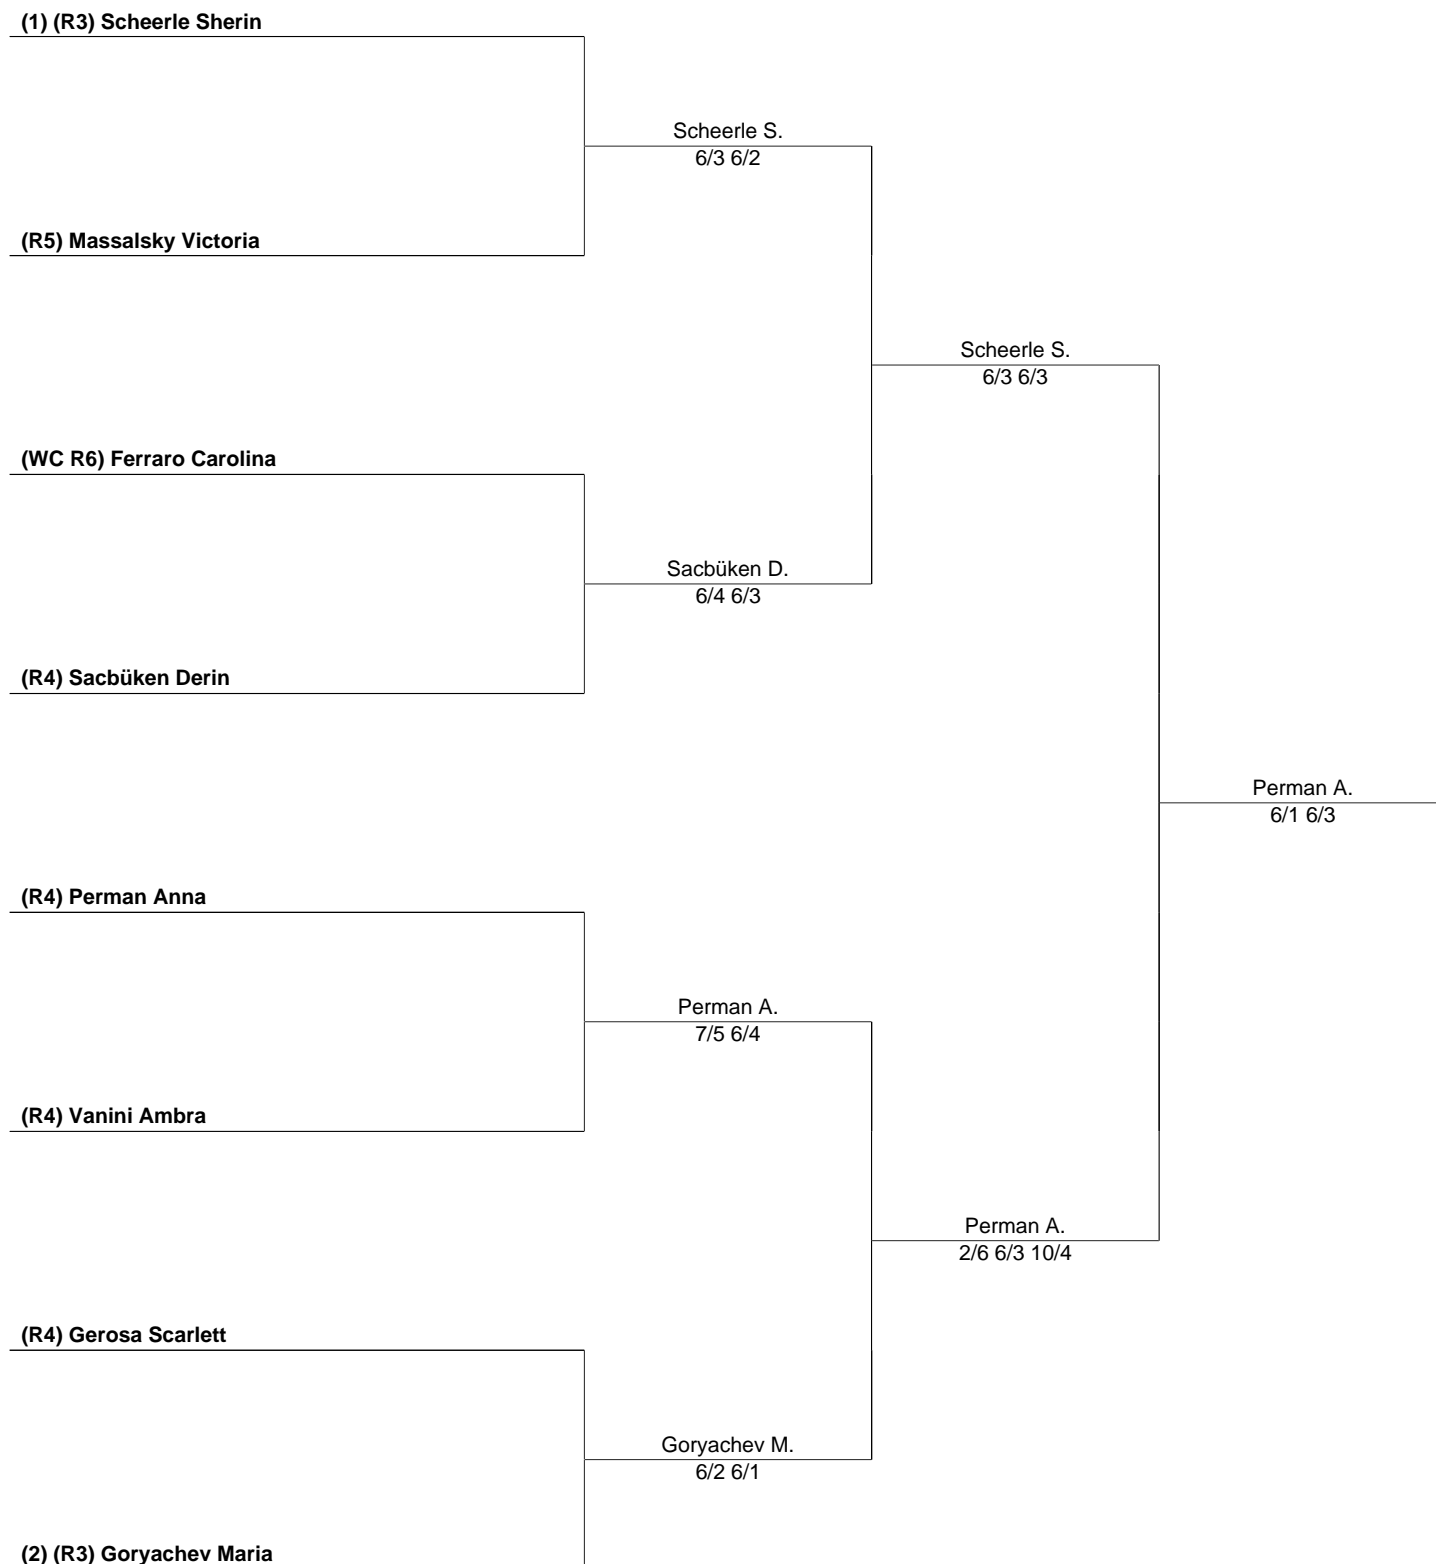 (1) (R3) Scheerle Sherin
Scheerle S.
6/3 6/2
(R5) Massalsky Victoria
Scheerle S.
6/3 6/3
(WC R6) Ferraro Carolina
Sacbüken D.
6/4 6/3
(R4) Sacbüken Derin
Perman A.
6/1 6/3
(R4) Perman Anna
Perman A.
7/5 6/4
(R4) Vanini Ambra
Perman A.
2/6 6/3 10/4
(R4) Gerosa Scarlett
Goryachev M.
6/2 6/1
(2) (R3) Goryachev Maria